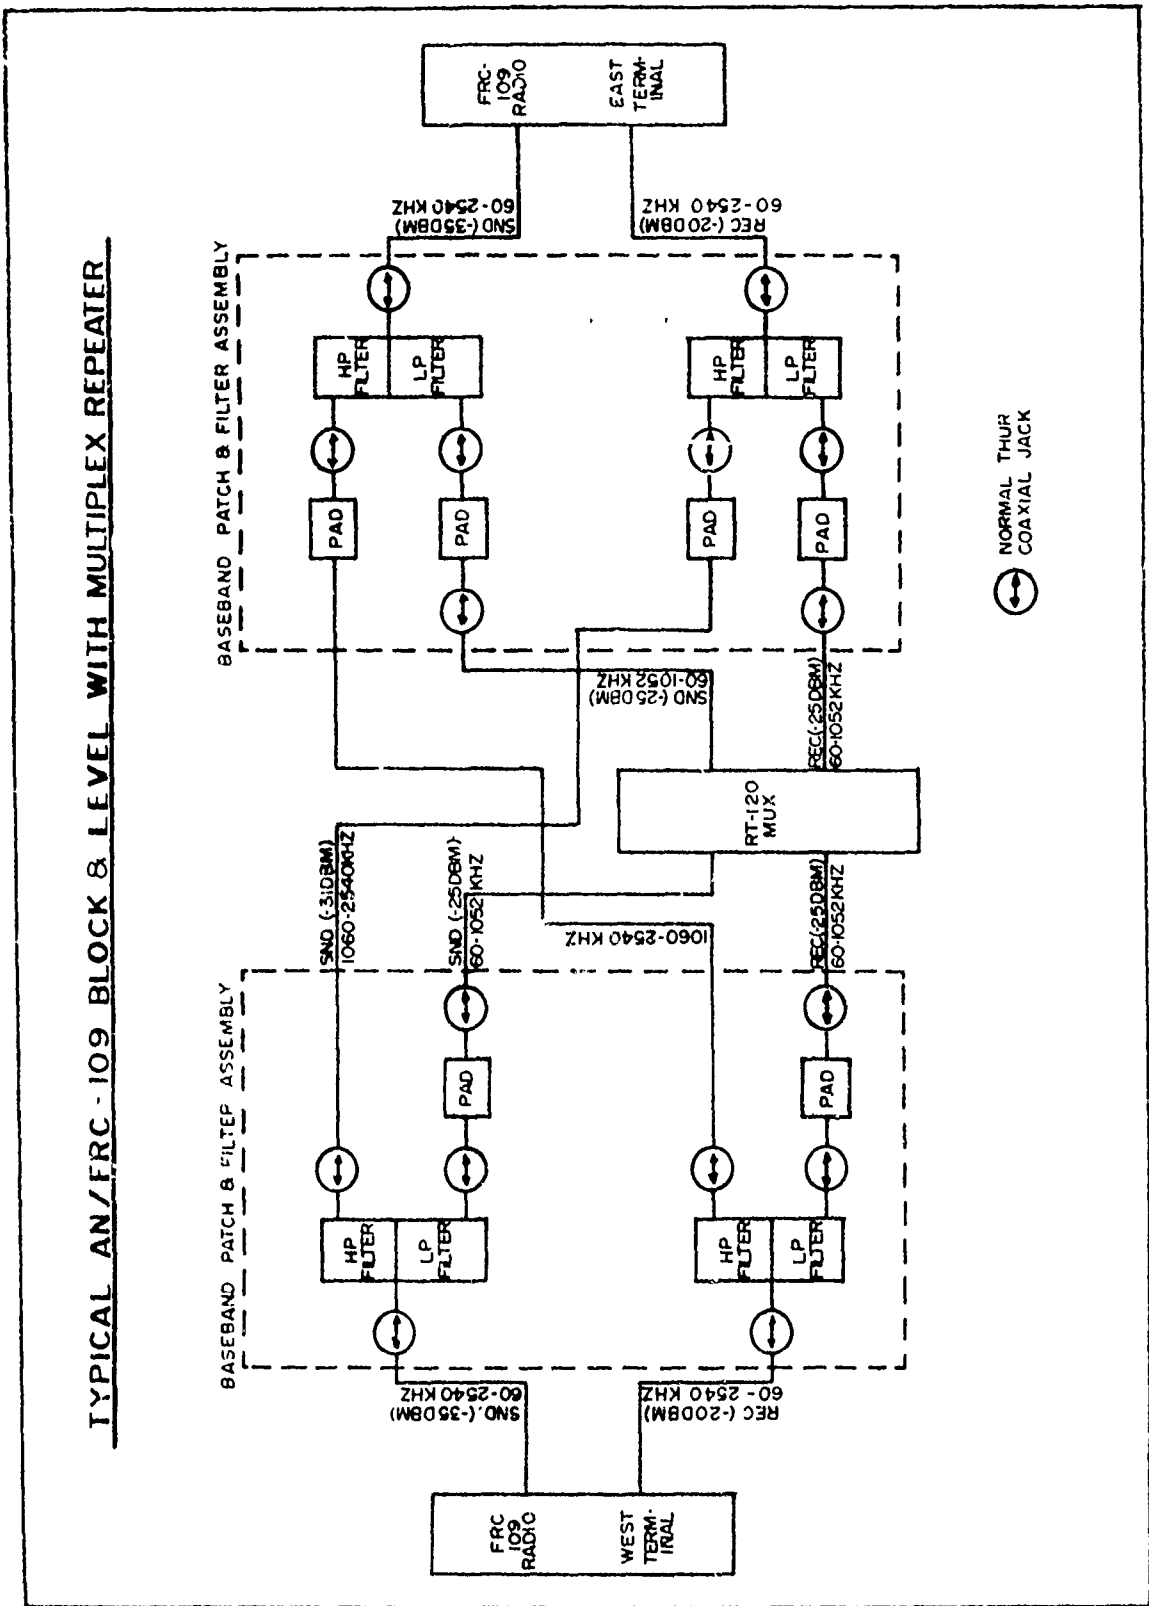 TYPICAL AN/FRC-109 BLOCK & LEVEL WITH MULTIPLEX REPEATER
BASEBAND PATCH & FILTEP ASSEMBLY
BASEBAND PATCH & FILTER ASSEMBLY
FRC
109
RADIO
WEST
TERM-
INAL
SND. (-35DBM)
60-2540 KHZ
REC (-20DBM)
60-2540 KHZ
HP
FILTER
LP
FILTER
HP
FILTER
LP
FILTER
PAD
PAD
SND (-31DBM)
1060-2540KHZ
SND (-25DBM)-
60-1052 KHZ
1060-2540 KHZ
REC(-25DBM)
60-1052KHZ
RT-120
MUX
SND (-25DBM)
60-1052 KHZ
REC(-25DBM)
60-1052KHZ
PAD
PAD
PAD
PAD
HP
FILTER
LP
FILTER
HP
FILTER
LP
FILTER
SND (-35DBM)
60-2540 KHZ
REC (-20DBM)
60-2540 KHZ
FRC-
109
RADIO
EAST
TERM-
INAL
NORMAL THUR
COAXIAL JACK